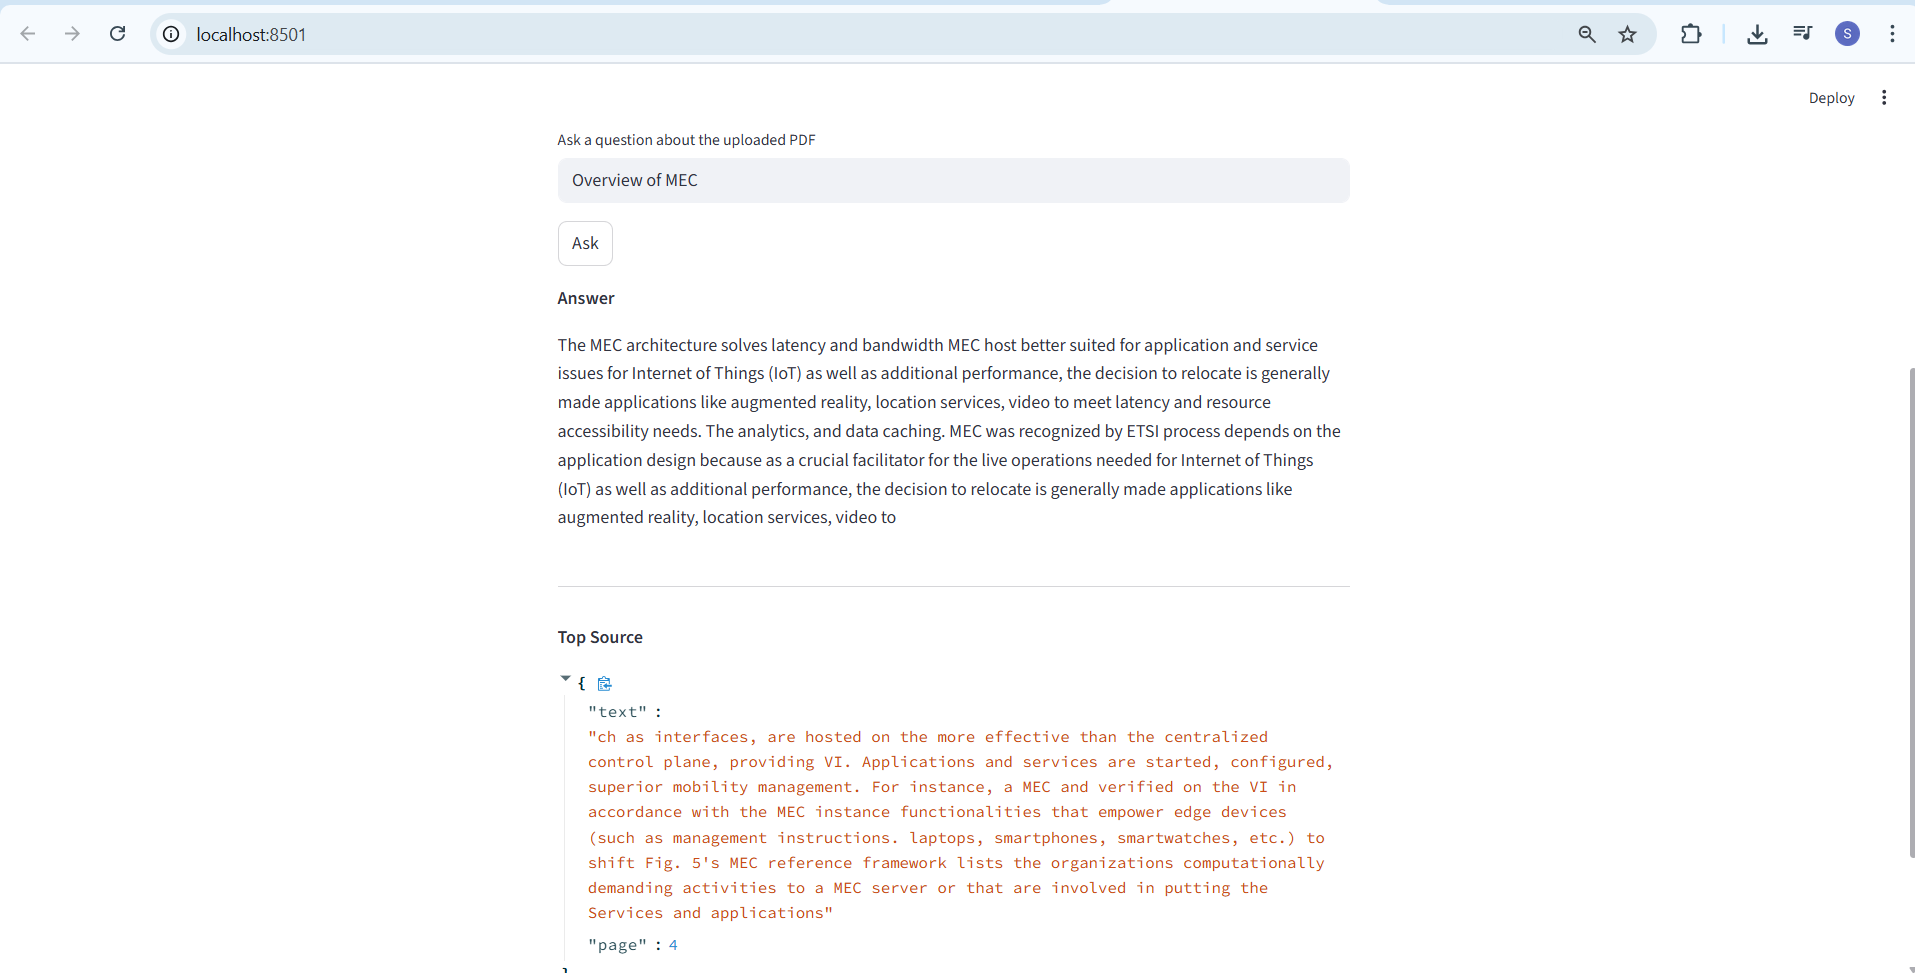 localhost:8501
S
Deploy
Ask a question about the uploaded PDF
Overview of MEC
Ask
Answer
The MEC architecture solves latency and bandwidth MEC host better suited for application and service
issues for Internet of Things (IoT) as well as additional performance, the decision to relocate is generally
made applications like augmented reality, location services, video to meet latency and resource
accessibility needs. The analytics, and data caching. MEC was recognized by ETSI process depends on the
application design because as a crucial facilitator for the live operations needed for Internet of Things
(IoT) as well as additional performance, the decision to relocate is generally made applications like
augmented reality, location services, video to
Top Source
{
"text" :
"ch as interfaces, are hosted on the more effective than the centralized
control plane, providing VI. Applications and services are started, configured,
superior mobility management. For instance, a MEC and verified on the VI in
accordance with the MEC instance functionalities that empower edge devices
(such as management instructions. laptops, smartphones, smartwatches, etc.) to
shift Fig. 5's MEC reference framework lists the organizations computationally
demanding activities to a MEC server or that are involved in putting the
Services and applications"
"page" : 4
}